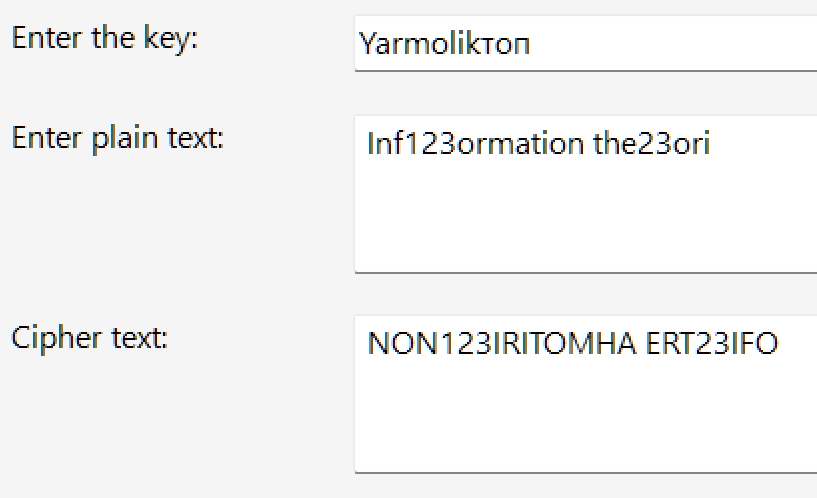 Enter the key:
Yarmolikтоп
Enter plain text:
Inf123ormation the23ori
Cipher text:
NON123IRITOMHA ERT23IFO